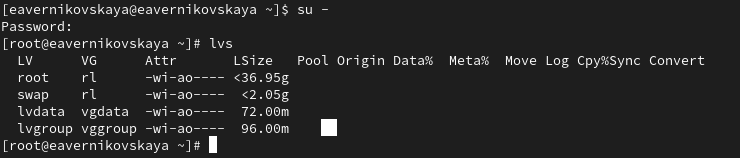 [eavernikovskaya@eavernikovskaya ~]$ su -
Password:
[root@eavernikovskaya ~]# lvs
  LV      VG      Attr       LSize   Pool Origin Data%  Meta%  Move Log Cpy%Sync Convert
  root    rl      -wi-ao---- <36.95g
  swap    rl      -wi-ao----  <2.05g
  lvdata  vgdata  -wi-ao----  72.00m
  lvgroup vggroup -wi-ao----  96.00m
[root@eavernikovskaya ~]#